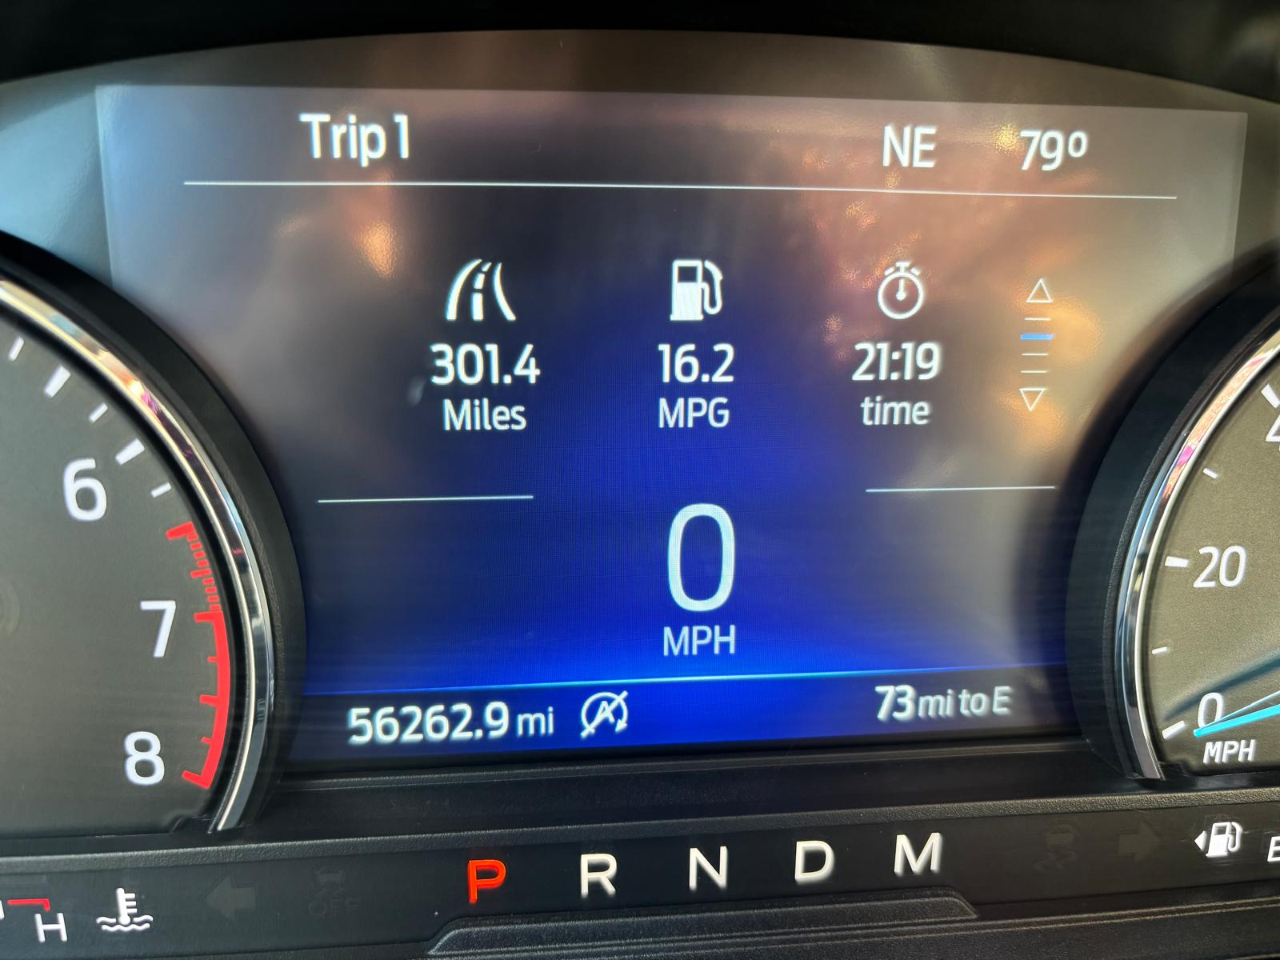 Trip 1 NE 79°
301.4 16.2 21:19
Miles MPG time
6
7
8
0
MPH
20
0
MPH
56262.9 mi 73 mi to E
P R N D M
H
OFF
E